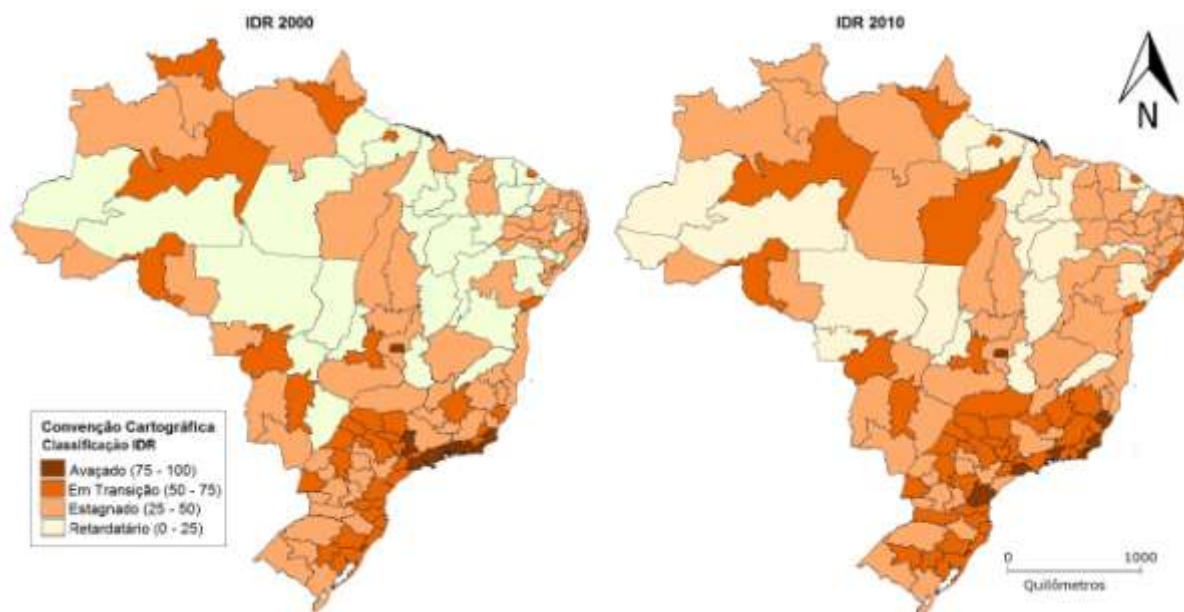 IDR 2000
IDR 2010
N
Convenção Cartográfica
Classificação IDR
Avaçado (75 - 100)
Em Transição (50 - 75)
Estagnado (25 - 50)
Retardatário (0 - 25)
0 1000
Quilômetros